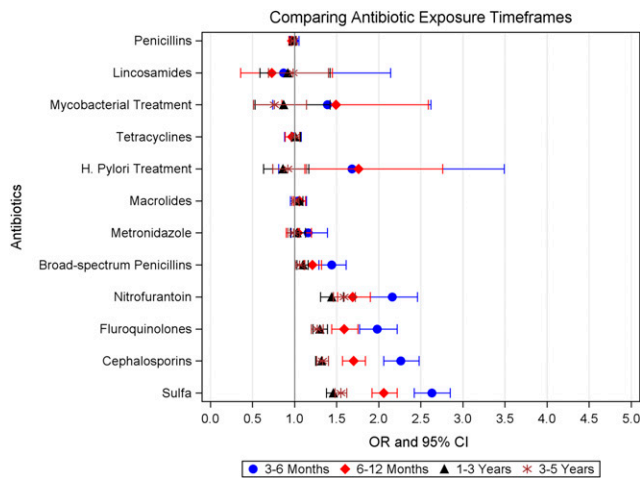 Comparing Antibiotic Exposure Timeframes
Antibiotics
Penicillins
Lincosamides
Mycobacterial Treatment
Tetracyclines
H. Pylori Treatment
Macrolides
Metronidazole
Broad-spectrum Penicillins
Nitrofurantoin
Fluroquinolones
Cephalosporins
Sulfa
0.0 0.5 1.0 1.5 2.0 2.5 3.0 3.5 4.0 4.5 5.0
OR and 95% CI
3-6 Months 6-12 Months 1-3 Years 3-5 Years